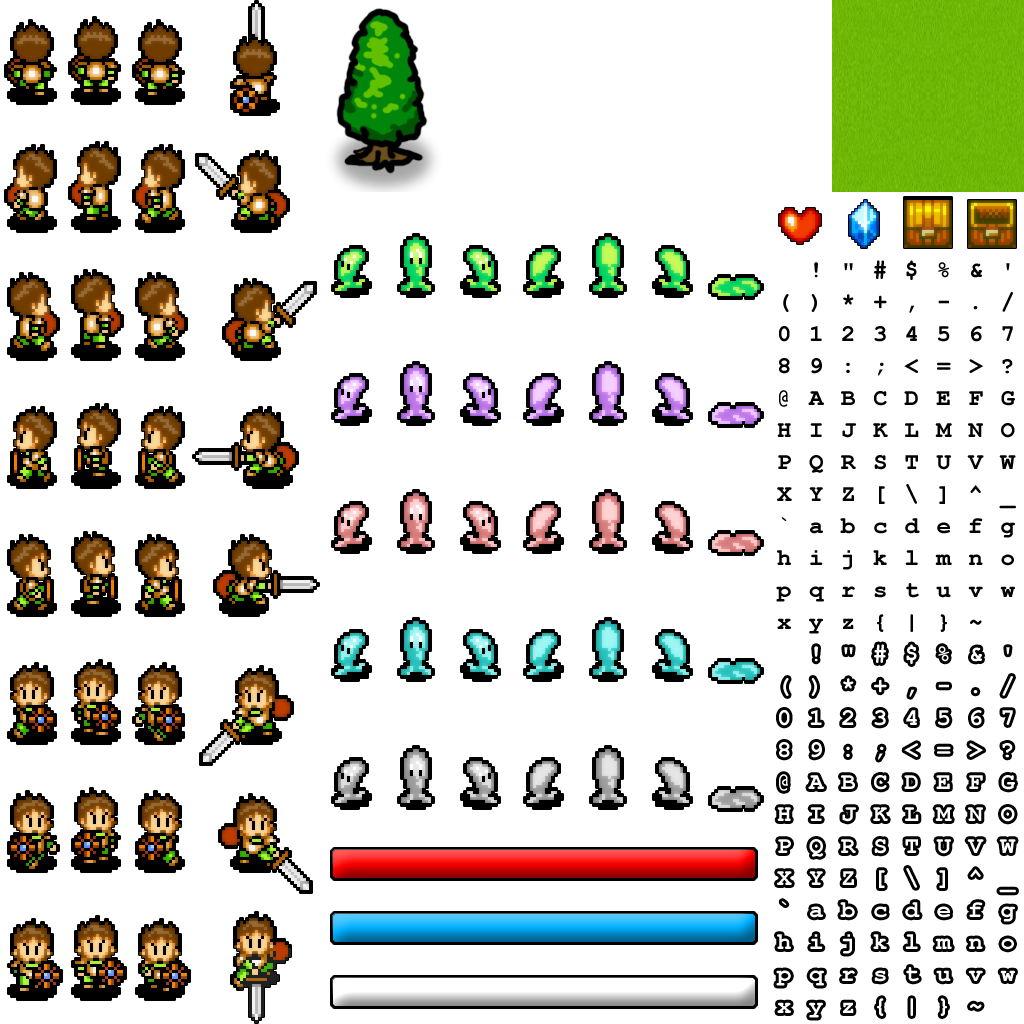 ! " # $ % & '
( ) * + , - . /
0 1 2 3 4 5 6 7
8 9 : ; < = > ?
@ A B C D E F G
H I J K L M N O
P Q R S T U V W
X Y Z [ \ ] ^ _
` a b c d e f g
h i j k l m n o
p q r s t u v w
x y z { | } ~
! " # $ % & '
( ) * + , - . /
0 1 2 3 4 5 6 7
8 9 : ; < = > ?
@ A B C D E F G
H I J K L M N O
P Q R S T U V W
X Y Z [ \ ] ^ _
` a b c d e f g
h i j k l m n o
p q r s t u v w
x y z { | } ~